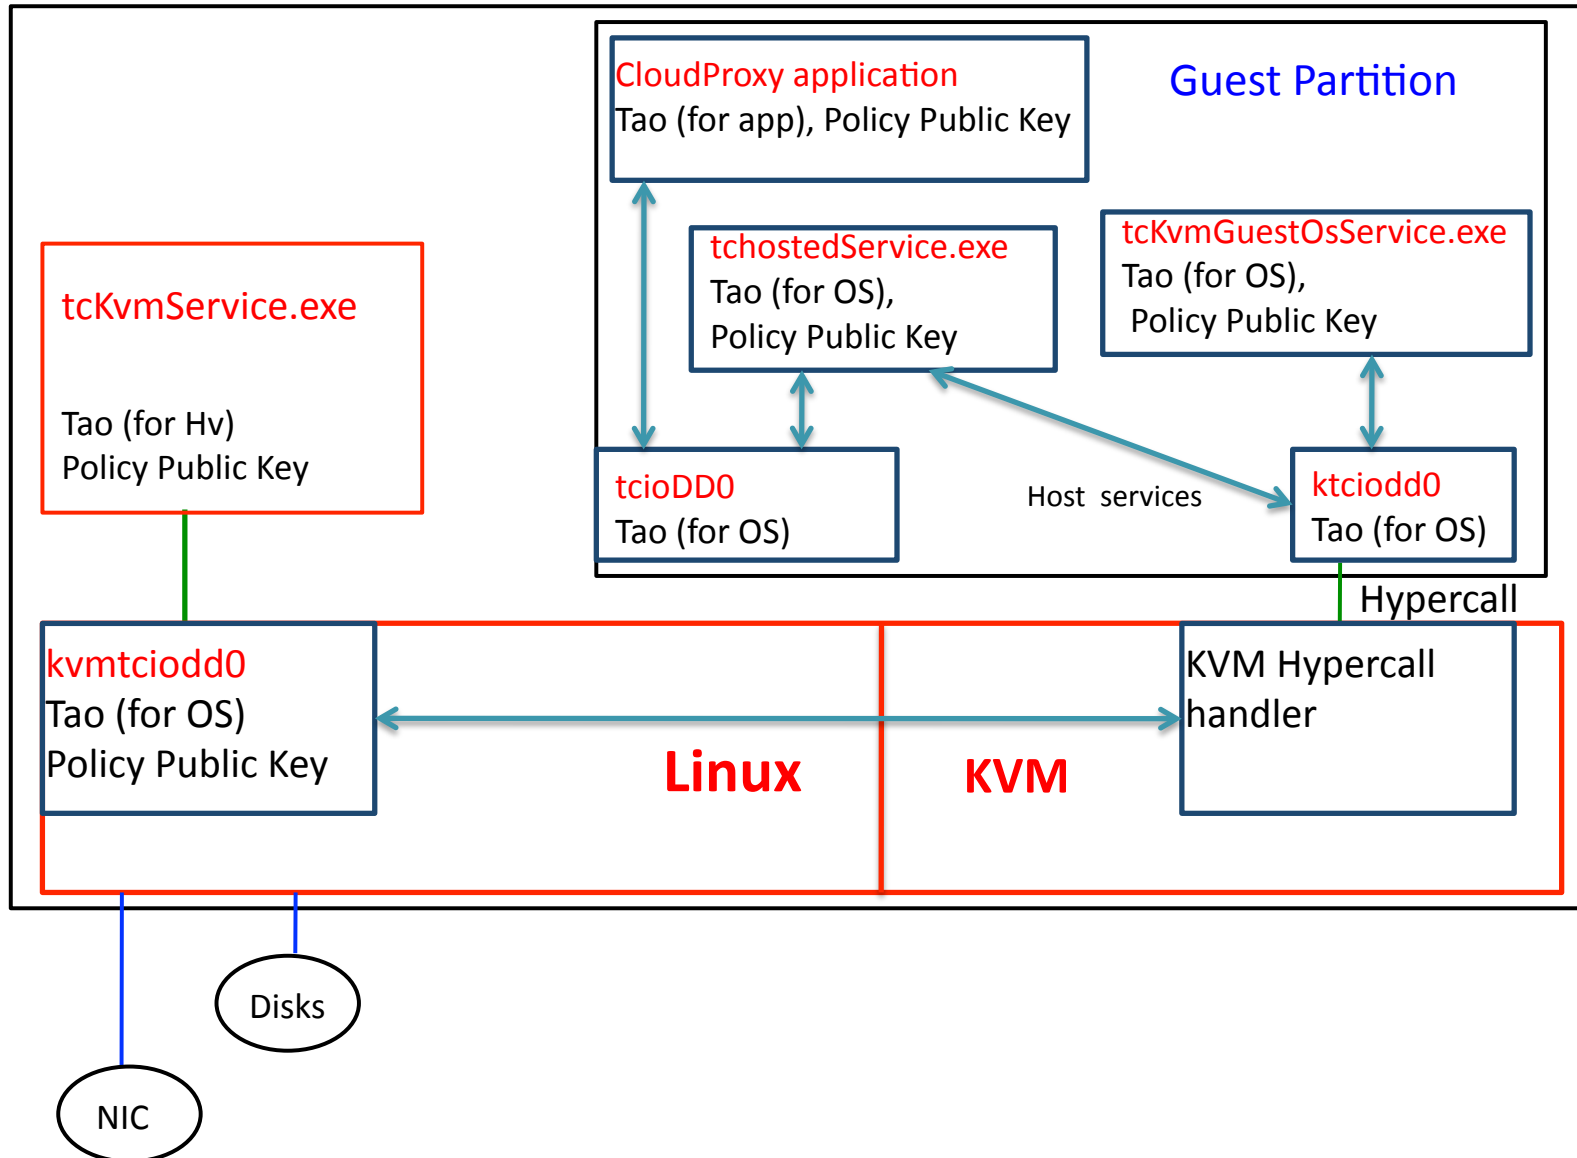 CloudProxy application
Tao (for app), Policy Public Key
Guest Partition
tchostedService.exe
Tao (for OS),
Policy Public Key
tcKvmGuestOsService.exe
Tao (for OS),
Policy Public Key
tcKvmService.exe
Tao (for Hv)
Policy Public Key
tcioDD0
Tao (for OS)
Host services
ktciodd0
Tao (for OS)
Hypercall
kvmtciodd0
Tao (for OS)
Policy Public Key
Linux
KVM
KVM Hypercall
handler
Disks
NIC